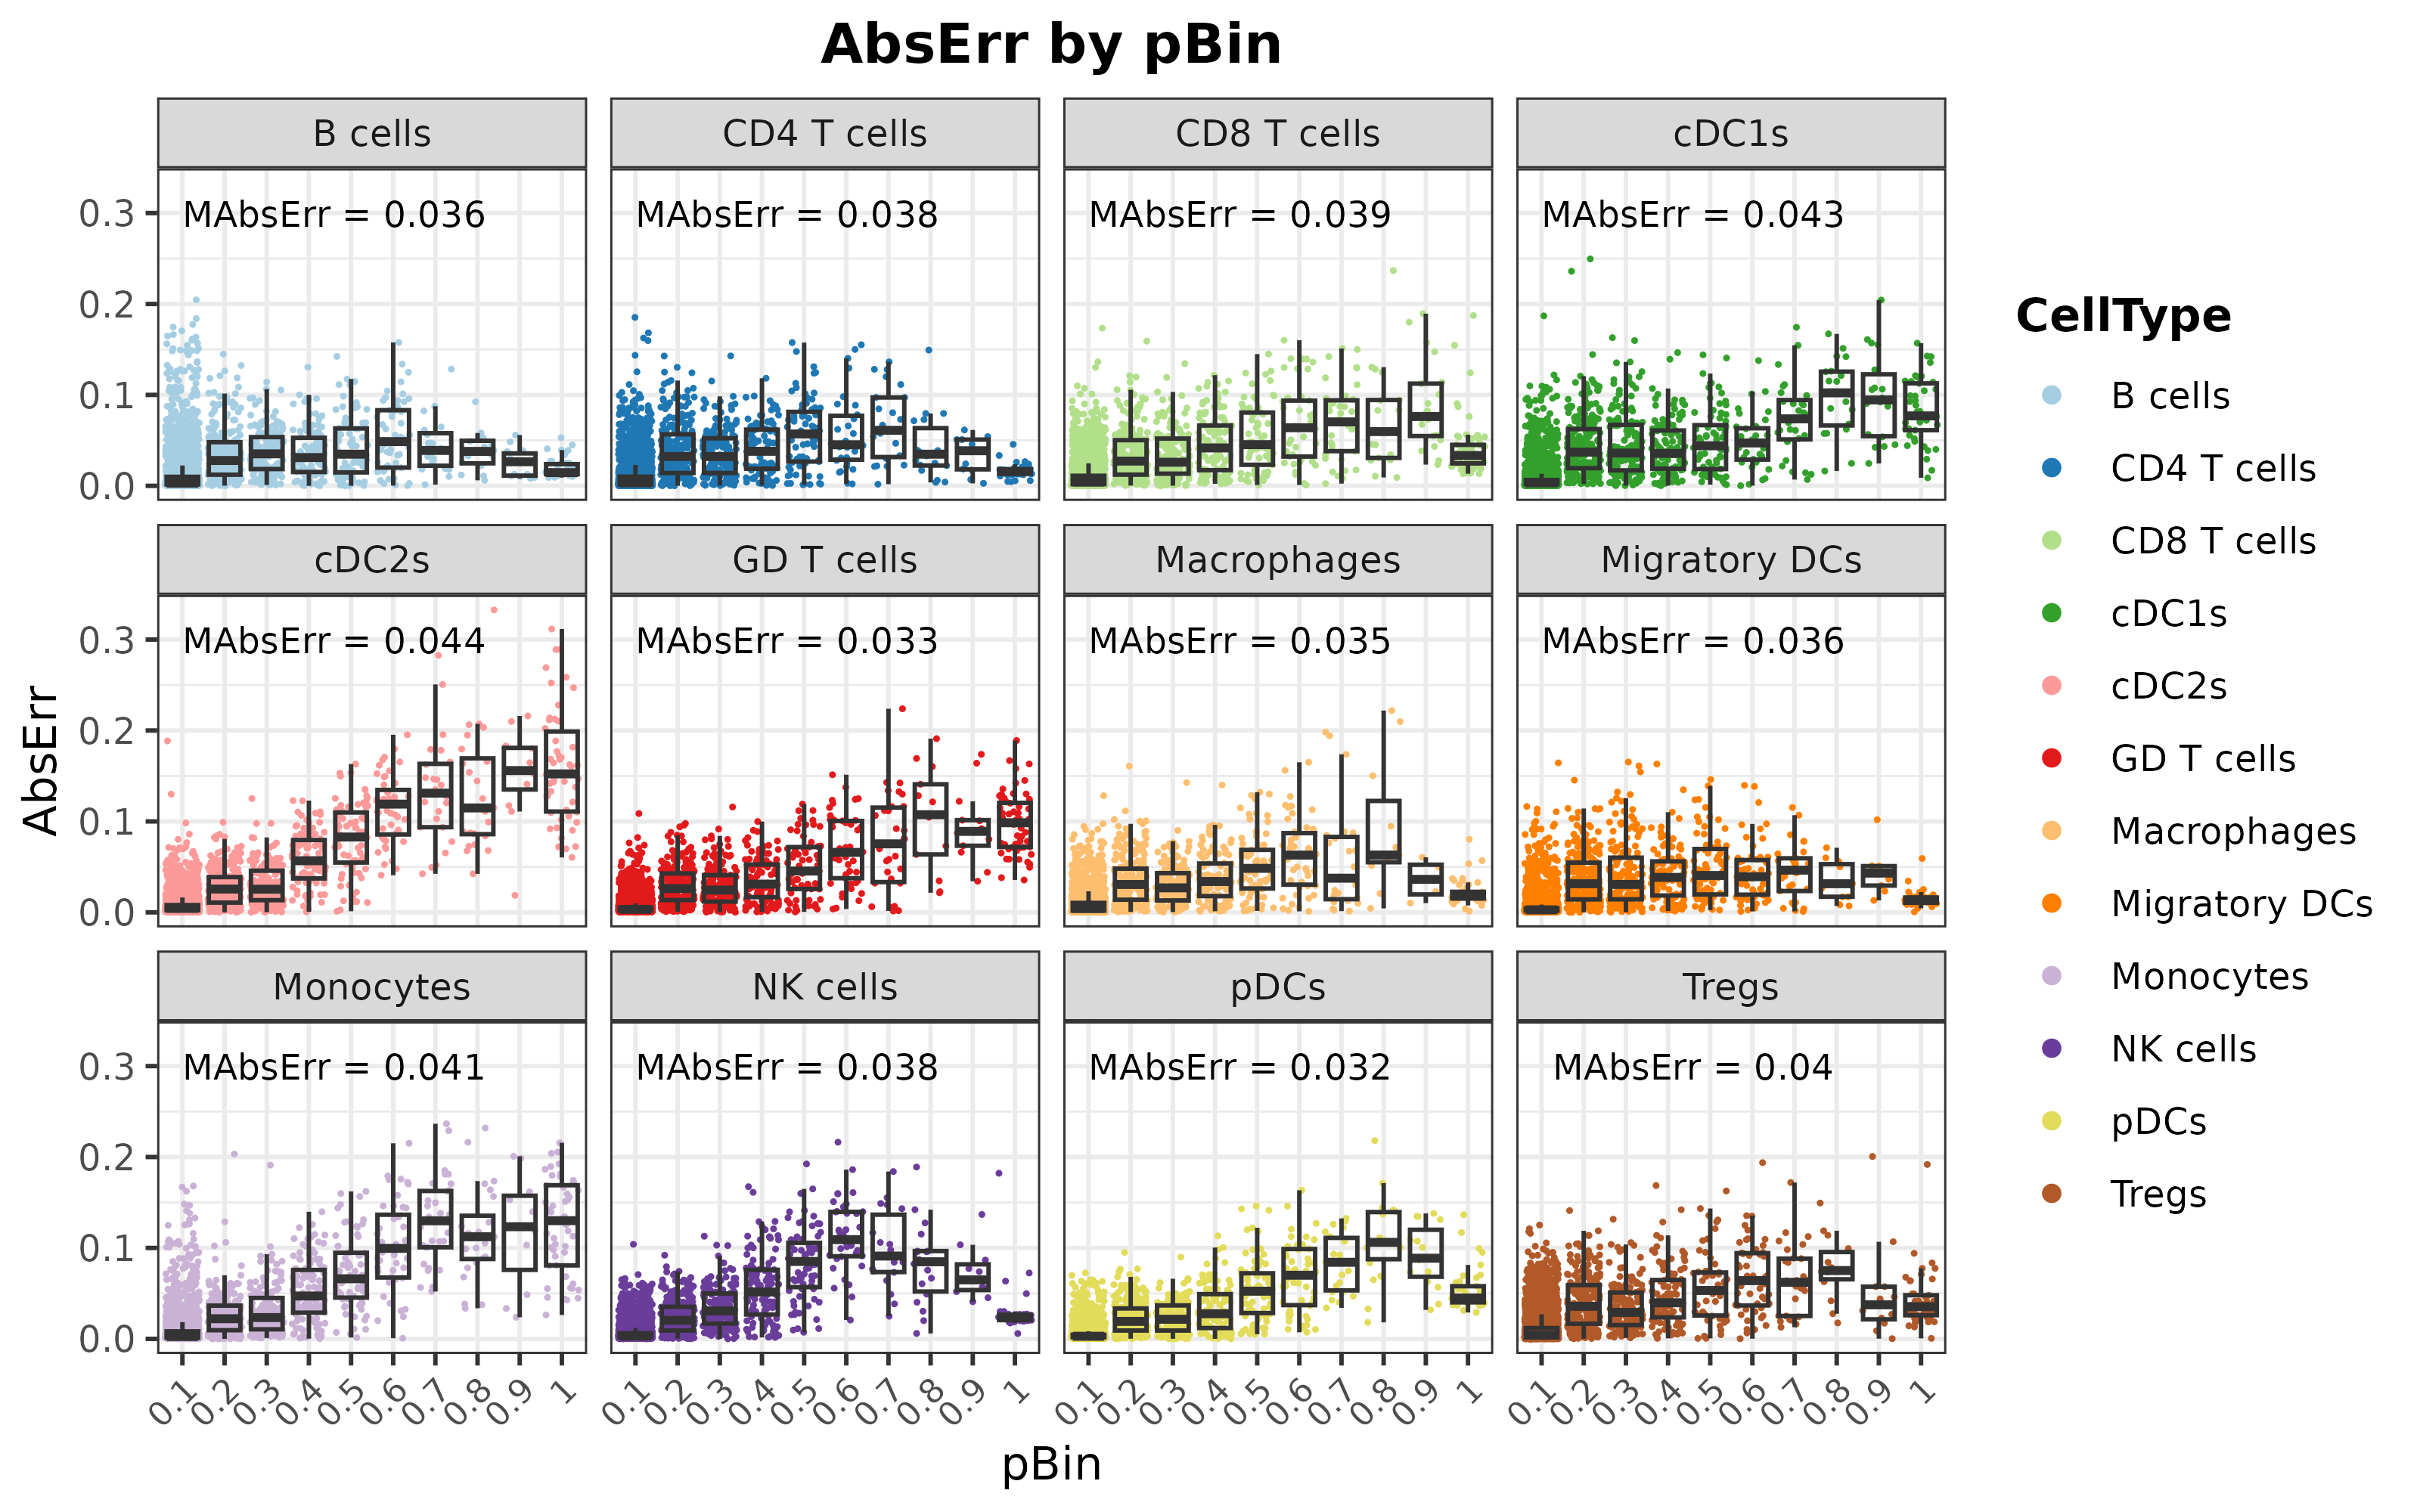 AbsErr by pBin
B cells
CD4 T cells
CD8 T cells
cDC1s
MAbsErr = 0.036
MAbsErr = 0.038
MAbsErr = 0.039
MAbsErr = 0.043
0.3
0.2
0.1
0.0
cDC2s
GD T cells
Macrophages
Migratory DCs
MAbsErr = 0.044
MAbsErr = 0.033
MAbsErr = 0.035
MAbsErr = 0.036
0.3
0.2
0.1
0.0
Monocytes
NK cells
pDCs
Tregs
MAbsErr = 0.041
MAbsErr = 0.038
MAbsErr = 0.032
MAbsErr = 0.04
0.3
0.2
0.1
0.0
0.1 0.2 0.3 0.4 0.5 0.6 0.7 0.8 0.9 1
0.1 0.2 0.3 0.4 0.5 0.6 0.7 0.8 0.9 1
0.1 0.2 0.3 0.4 0.5 0.6 0.7 0.8 0.9 1
0.1 0.2 0.3 0.4 0.5 0.6 0.7 0.8 0.9 1
pBin
AbsErr
CellType
B cells
CD4 T cells
CD8 T cells
cDC1s
cDC2s
GD T cells
Macrophages
Migratory DCs
Monocytes
NK cells
pDCs
Tregs